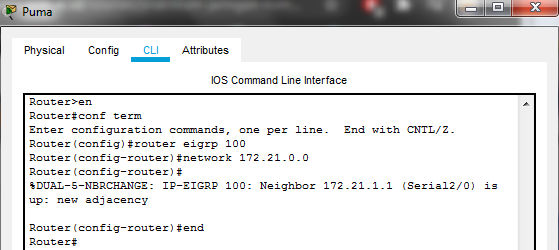 Puma
Physical Config CLI Attributes
IOS Command Line Interface
Router>en
Router#conf term
Enter configuration commands, one per line.  End with CNTL/Z.
Router(config)#router eigrp 100
Router(config-router)#network 172.21.0.0
Router(config-router)#
%DUAL-5-NBRCHANGE: IP-EIGRP 100: Neighbor 172.21.1.1 (Serial2/0) is
up: new adjacency
Router(config-router)#end
Router#